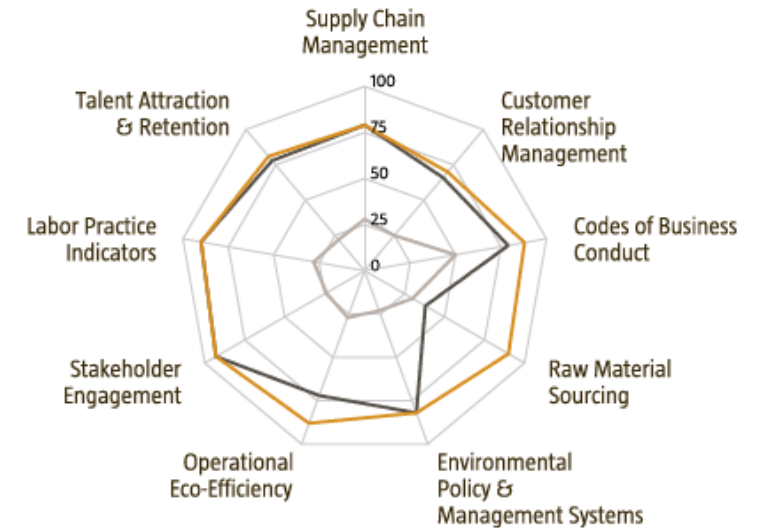 Supply Chain
Management
100
75
50
25
0
Customer
Relationship
Management
Codes of Business
Conduct
Raw Material
Sourcing
Environmental
Policy &
Management Systems
Operational
Eco-Efficiency
Stakeholder
Engagement
Labor Practice
Indicators
Talent Attraction
& Retention